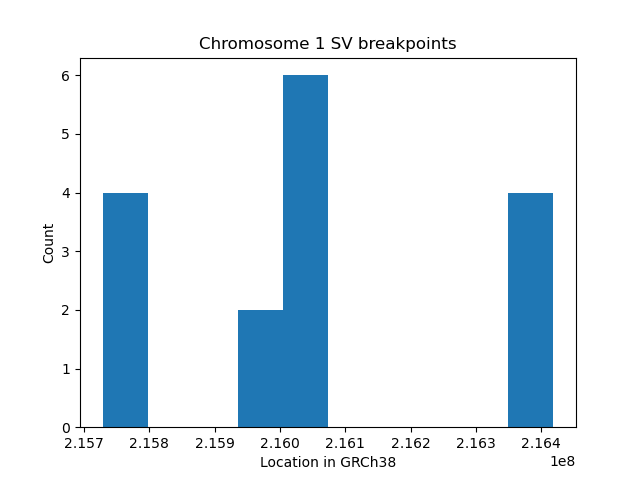 Chromosome 1 SV breakpoints
6
5
4
3
2
1
0
Count
2.157 2.158 2.159 2.160 2.161 2.162 2.163 2.164
1e8
Location in GRCh38